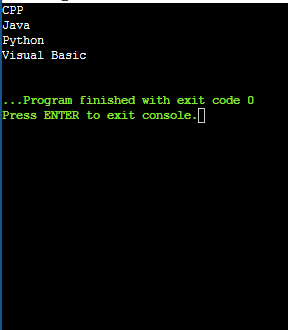 CPP
Java
Python
Visual Basic
...Program finished with exit code 0
Press ENTER to exit console.